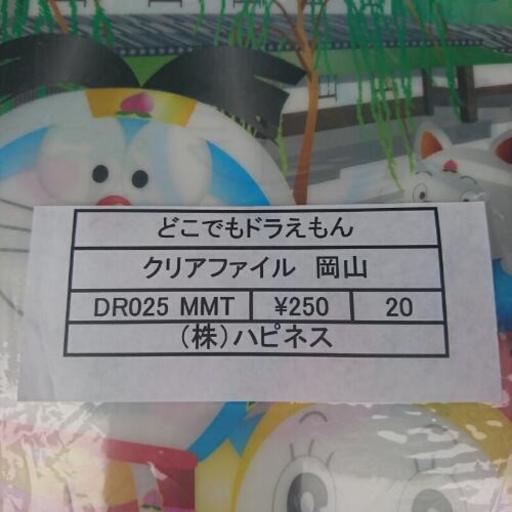 どこでもドラえもん
クリアファイル 岡山
DR025 MMT ¥250 20
(株)ハピネス